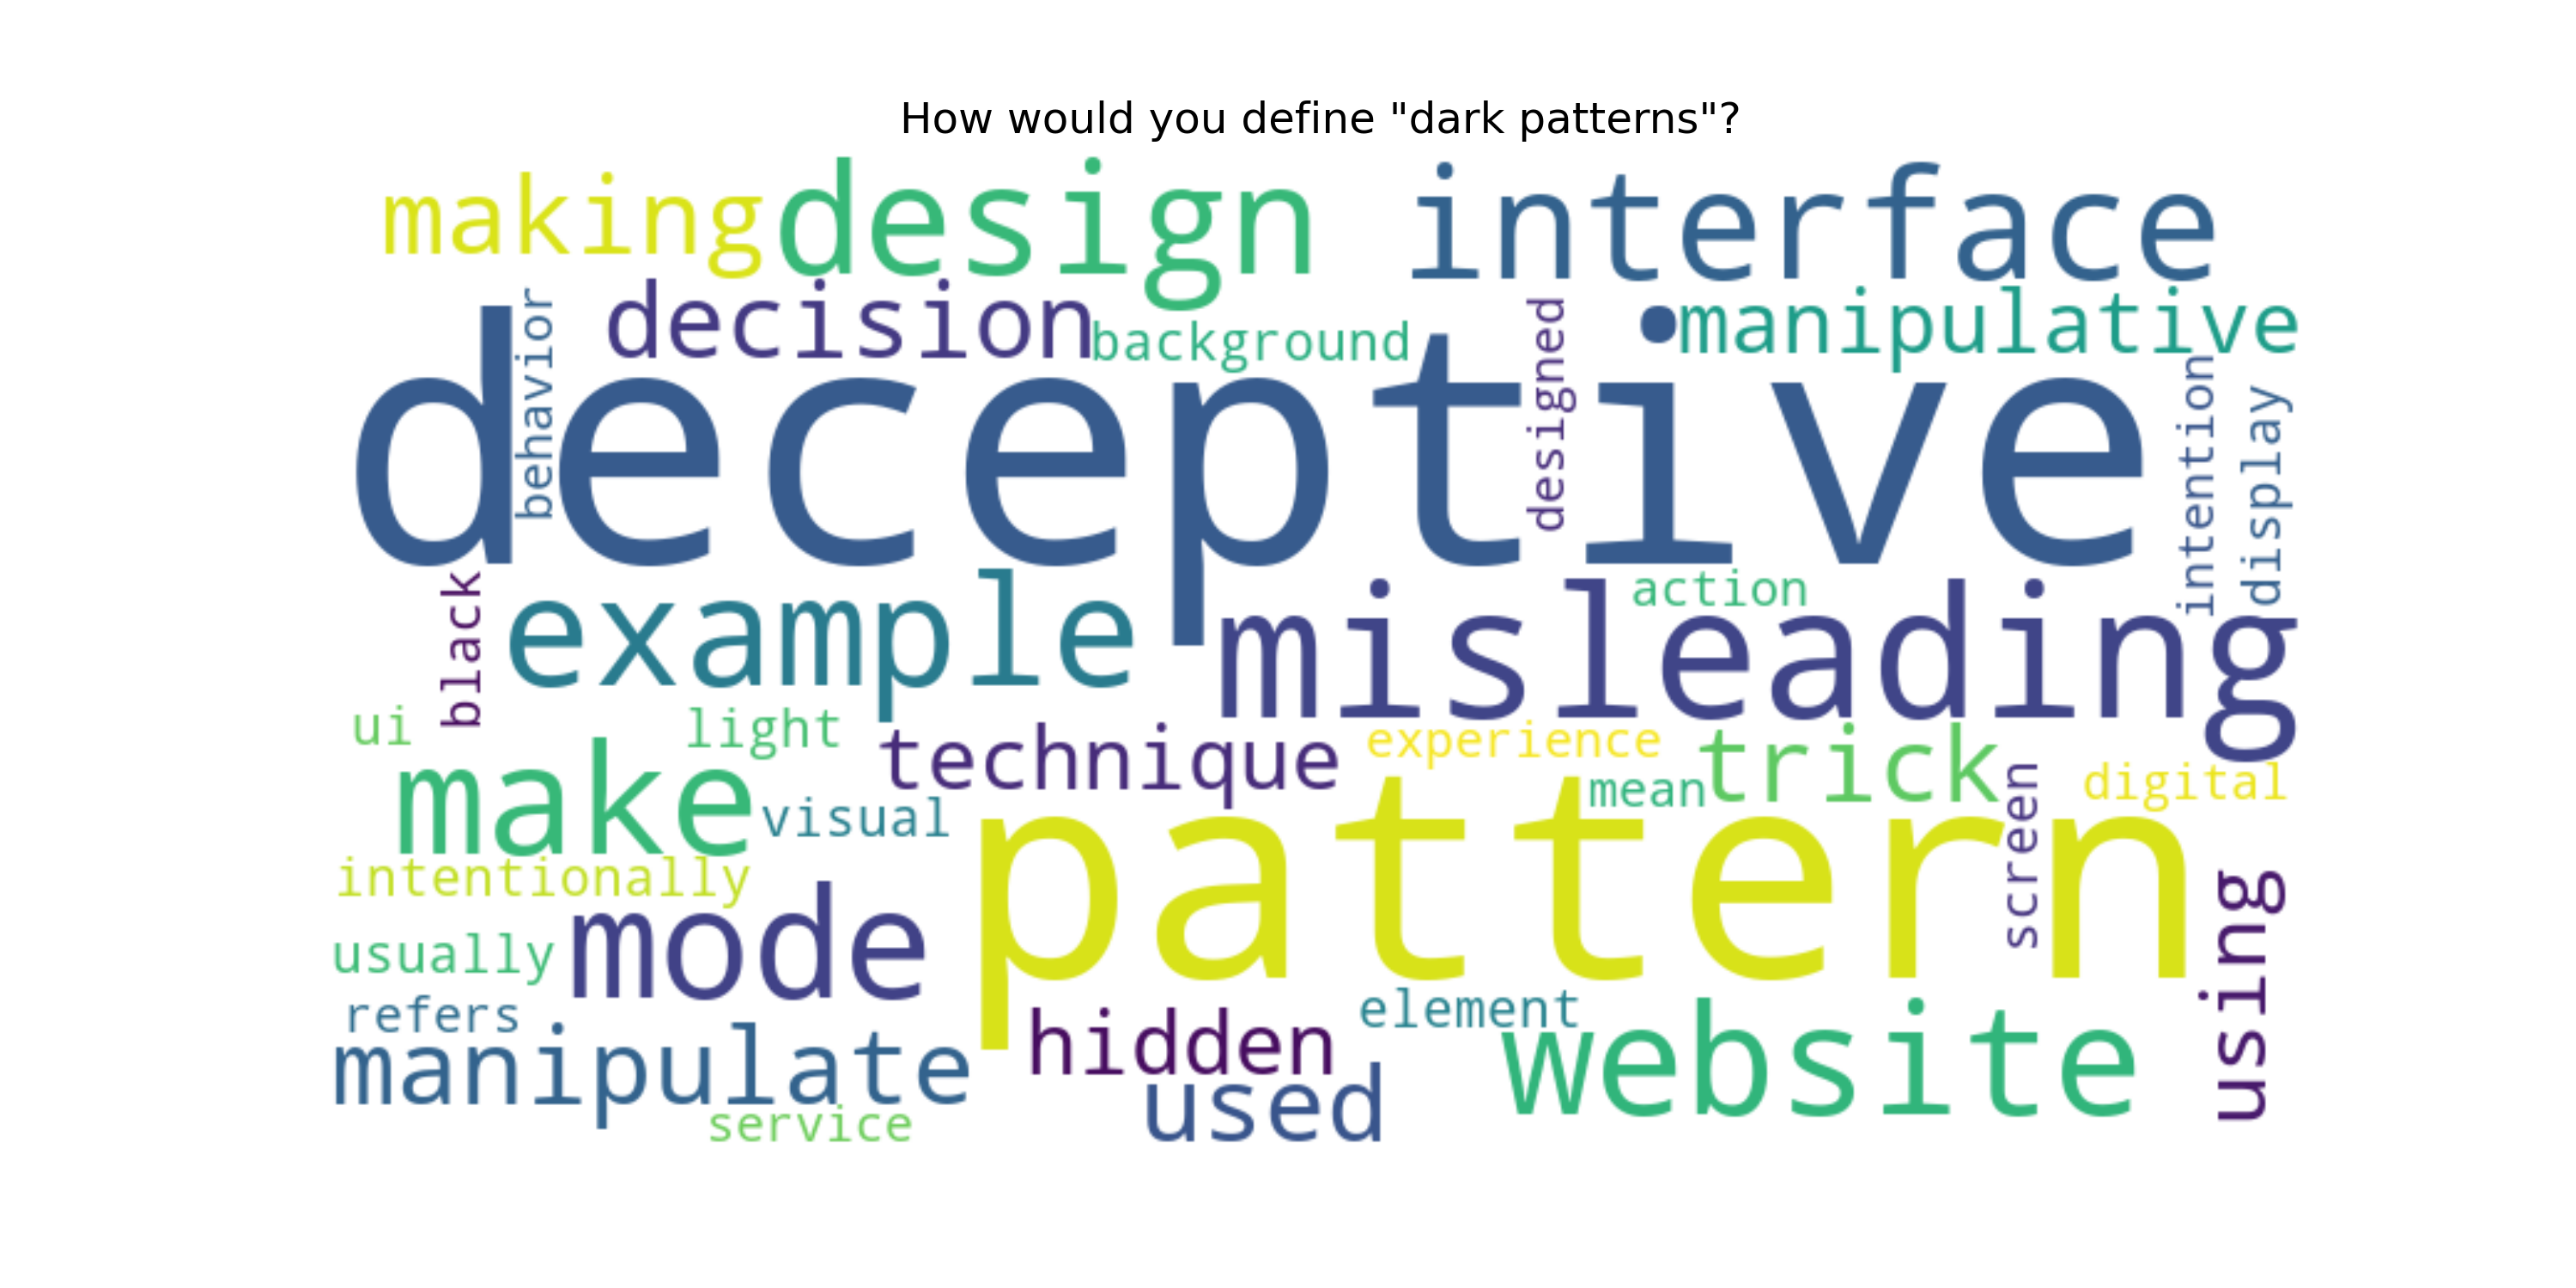 How would you define "dark patterns"?
making design interface
decision background designed manipulative
behavior
deceptive
intention
display
black
example
misleading
action
ui
light
technique
experience
trick
make
visual
mean
screen
digital
intentionally
pattern
using
usually
mode
refers
hidden
element
website
manipulate
used
service